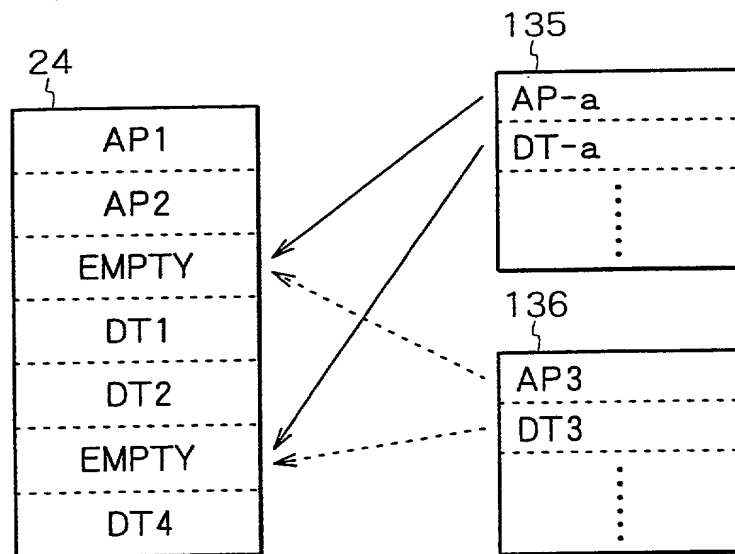 24
AP1
AP2
EMPTY
DT1
DT2
EMPTY
DT4
135
AP-a
DT-a
136
AP3
DT3